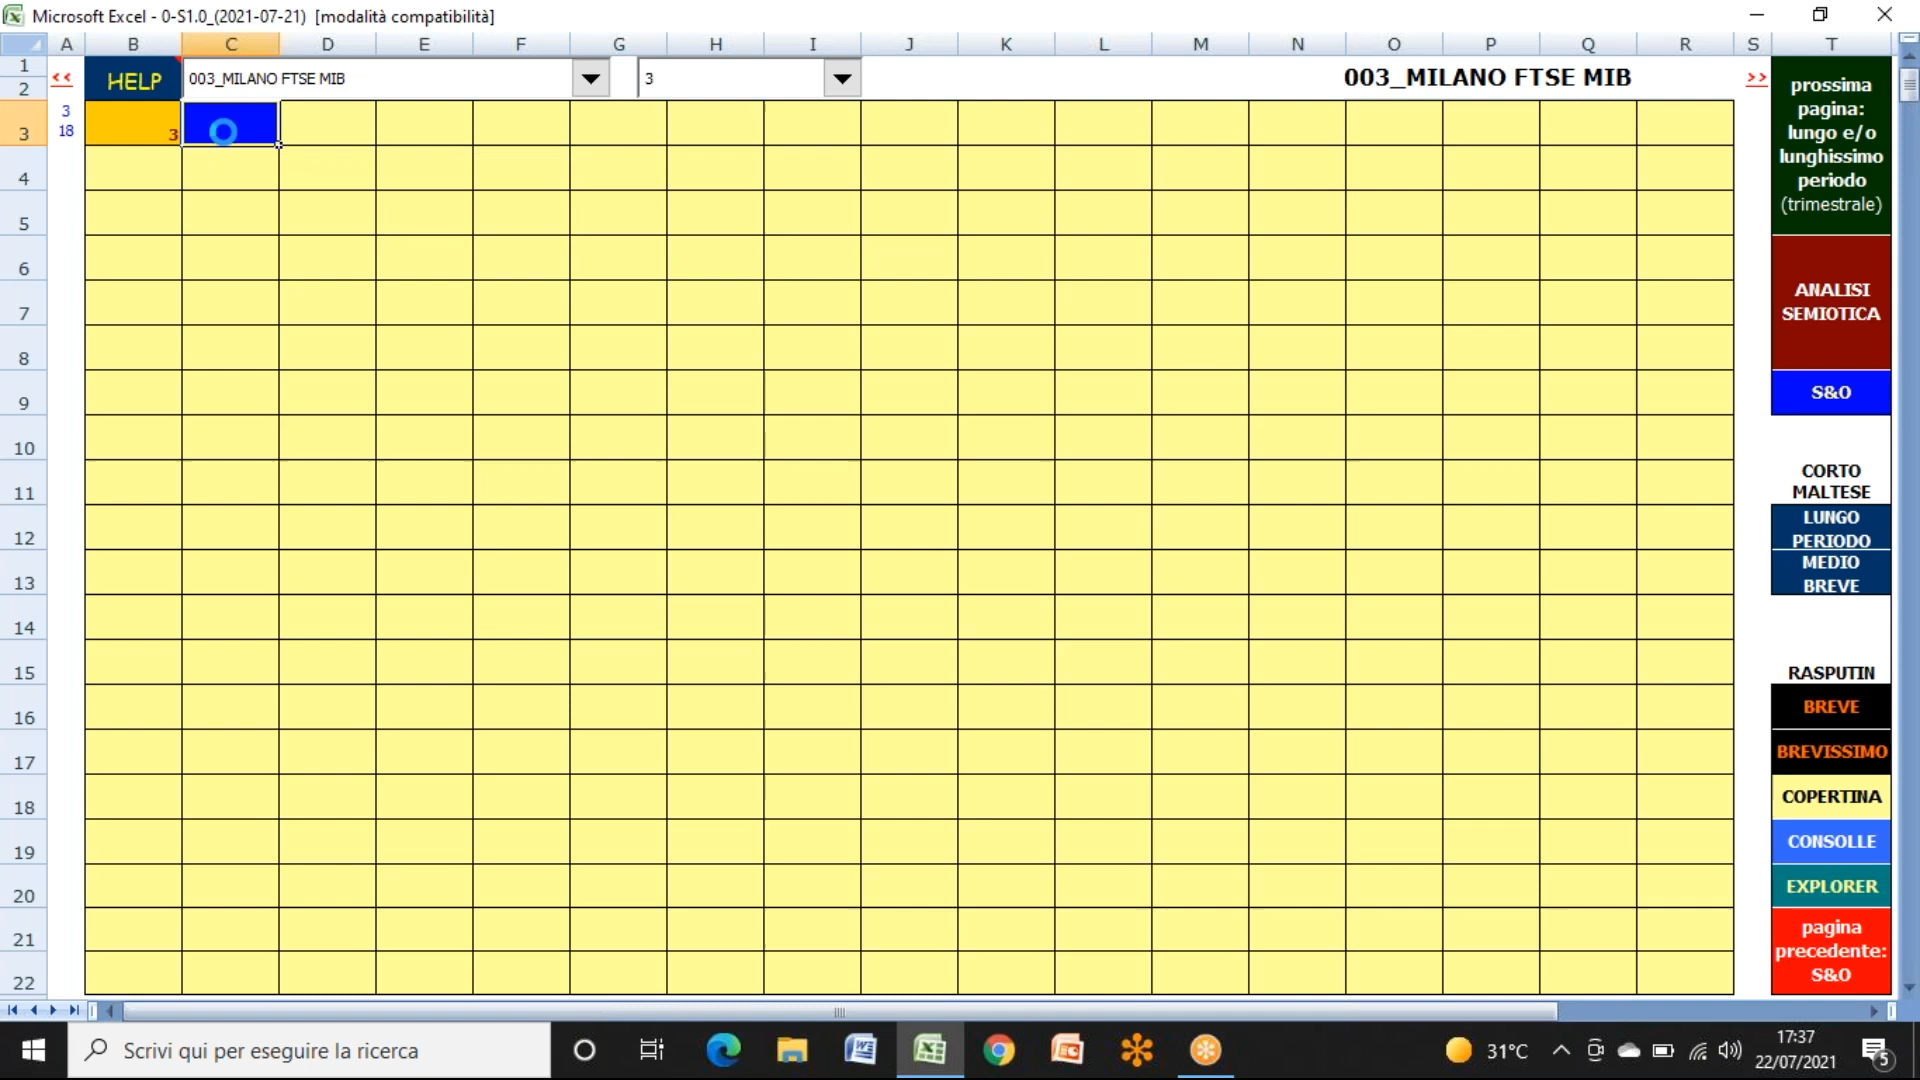 Microsoft Excel - 0-S1.0_(2021-07-21)  [modalità compatibilità]
A B C D E F G H I J K L M N O P Q R S T
1
2
<<
HELP
003_MILANO FTSE MIB
3
003_MILANO FTSE MIB
>>
3
3
18
3
4
5
6
7
8
9
10
11
12
13
14
15
16
17
18
19
20
21
22
prossima
pagina:
lungo e/o
lunghissimo
periodo
(trimestrale)
ANALISI
SEMIOTICA
S&O
CORTO
MALTESE
LUNGO
PERIODO
MEDIO
BREVE
RASPUTIN
BREVE
BREVISSIMO
COPERTINA
CONSOLLE
EXPLORER
pagina
precedente:
S&O
Scrivi qui per eseguire la ricerca
31°C
17:37
22/07/2021
5